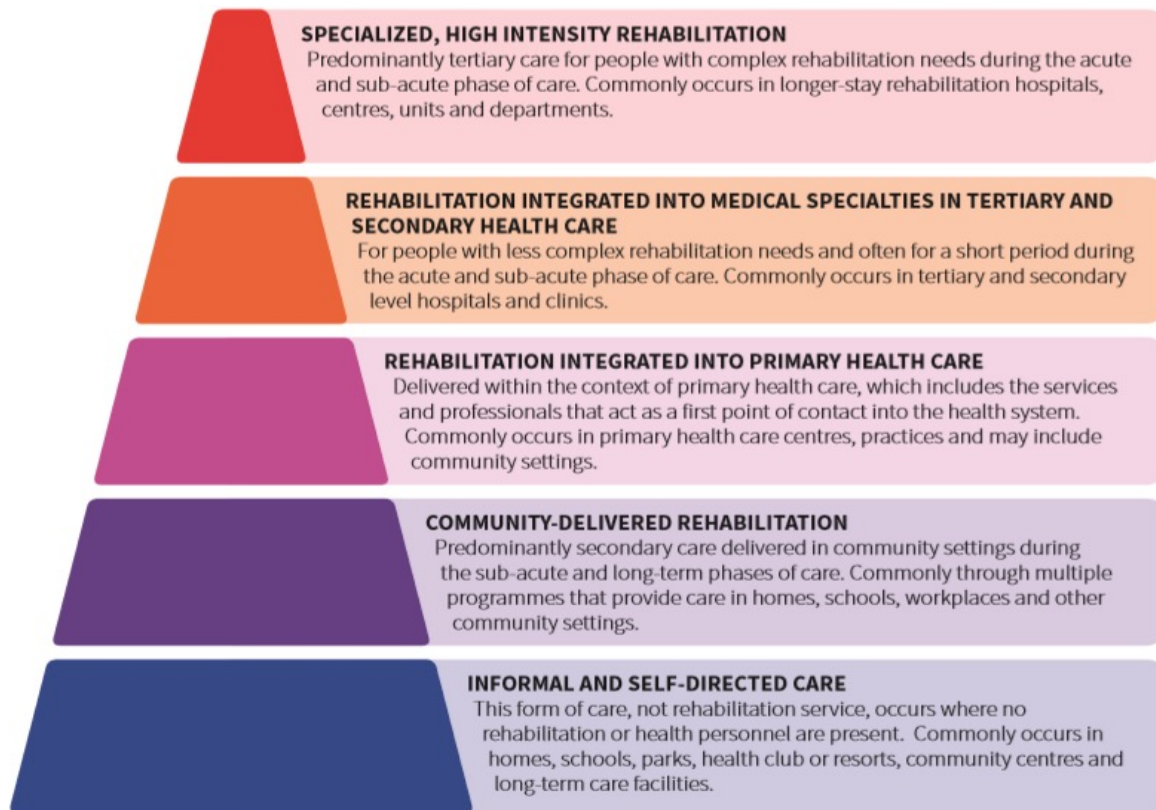 SPECIALIZED, HIGH INTENSITY REHABILITATION
Predominantly tertiary care for people with complex rehabilitation needs during the acute
and sub-acute phase of care. Commonly occurs in longer-stay rehabilitation hospitals,
centres, units and departments.
REHABILITATION INTEGRATED INTO MEDICAL SPECIALTIES IN TERTIARY AND
SECONDARY HEALTH CARE
For people with less complex rehabilitation needs and often for a short period during
the acute and sub-acute phase of care. Commonly occurs in tertiary and secondary
level hospitals and clinics.
REHABILITATION INTEGRATED INTO PRIMARY HEALTH CARE
Delivered within the context of primary health care, which includes the services
and professionals that act as a first point of contact into the health system.
Commonly occurs in primary health care centres, practices and may include
community settings.
COMMUNITY-DELIVERED REHABILITATION
Predominantly secondary care delivered in community settings during
the sub-acute and long-term phases of care. Commonly through multiple
programmes that provide care in homes, schools, workplaces and other
community settings.
INFORMAL AND SELF-DIRECTED CARE
This form of care, not rehabilitation service, occurs where no
rehabilitation or health personnel are present. Commonly occurs in
homes, schools, parks, health club or resorts, community centres and
long-term care facilities.